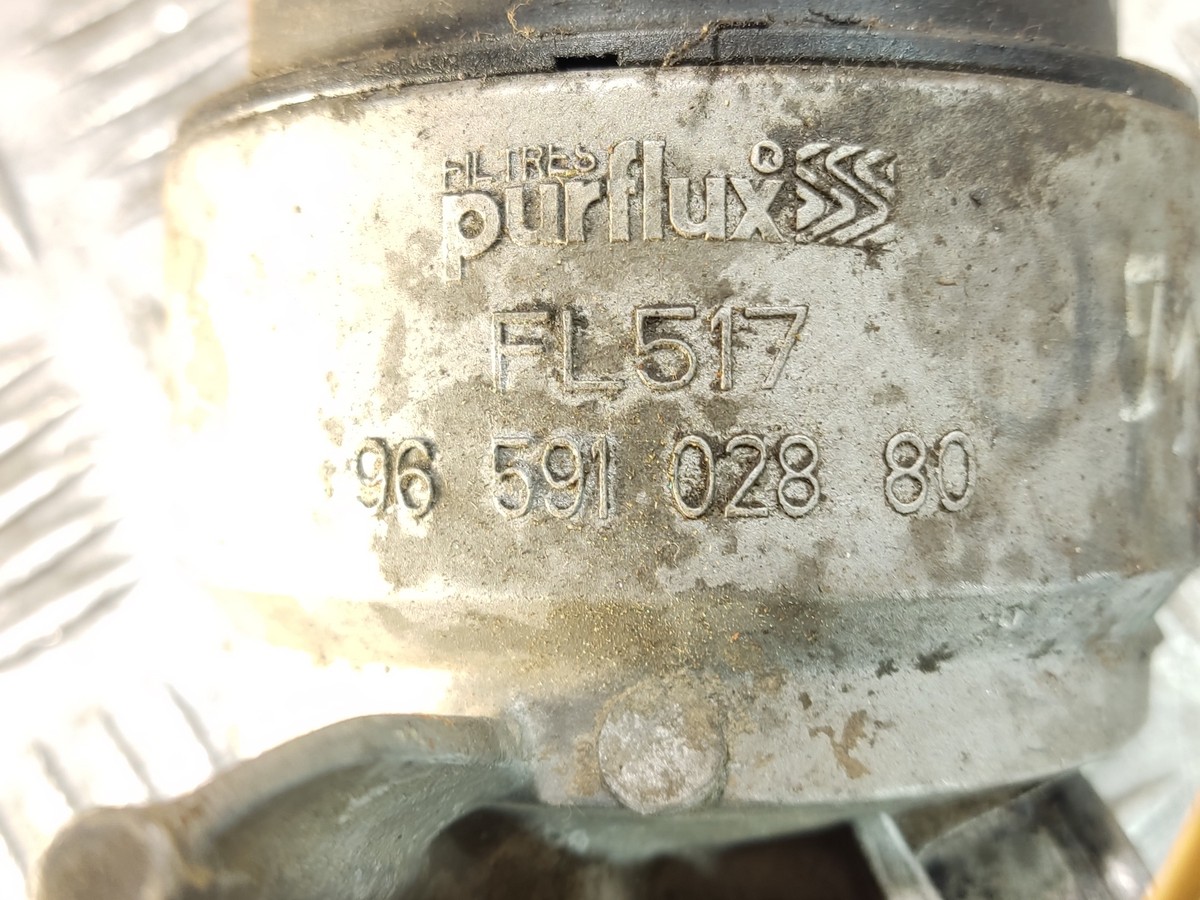 FILTRES
purflux®
FL517
96 591 028 80